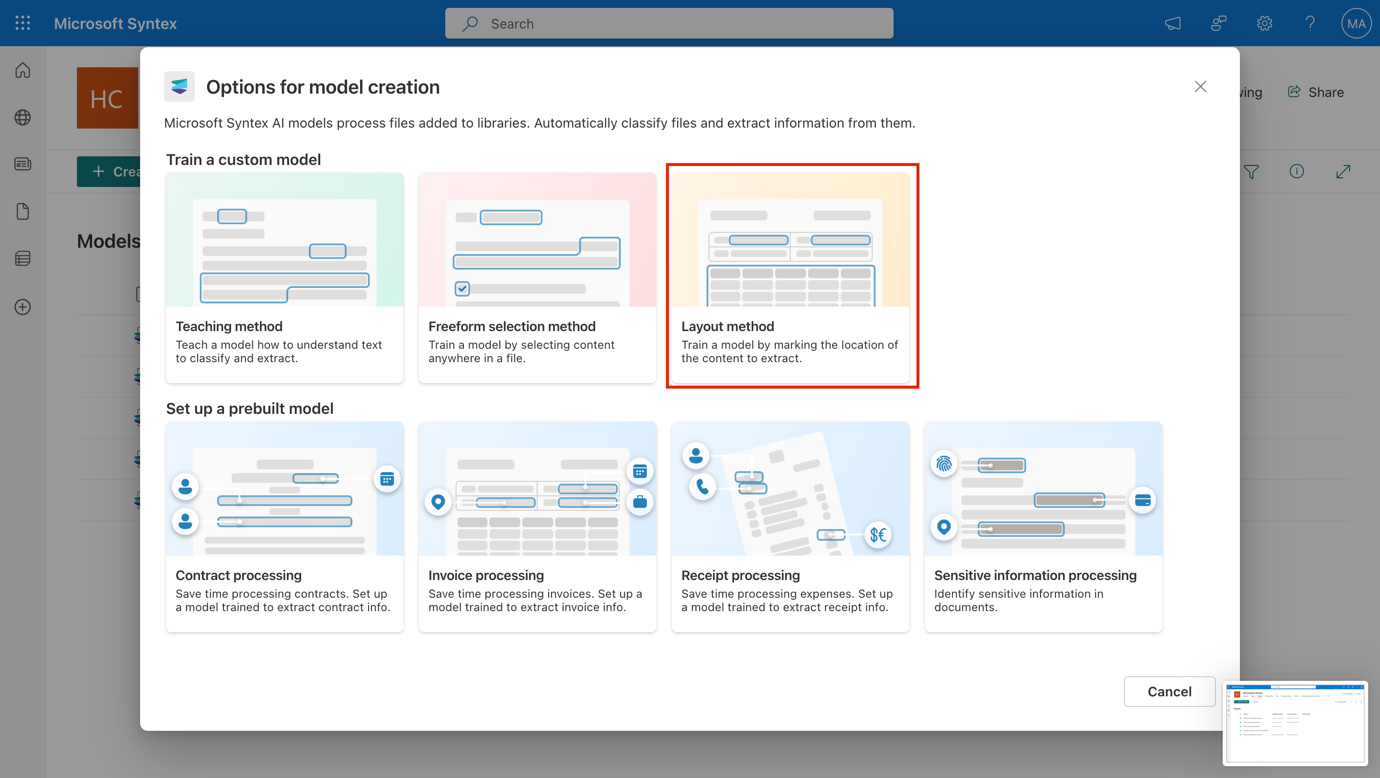 Microsoft Syntex
Search
MA
HC
Share
Crea
Models
Options for model creation
Microsoft Syntex AI models process files added to libraries. Automatically classify files and extract information from them.
Train a custom model
Teaching method
Teach a model how to understand text
to classify and extract.
Freeform selection method
Train a model by selecting content
anywhere in a file.
Layout method
Train a model by marking the location of
the content to extract.
Set up a prebuilt model
$€
Contract processing
Save time processing contracts. Set up
a model trained to extract contract info.
Invoice processing
Save time processing invoices. Set up a
model trained to extract invoice info.
Receipt processing
Save time processing expenses. Set up
a model trained to extract receipt info.
Sensitive information processing
Identify sensitive information in
documents.
Cancel